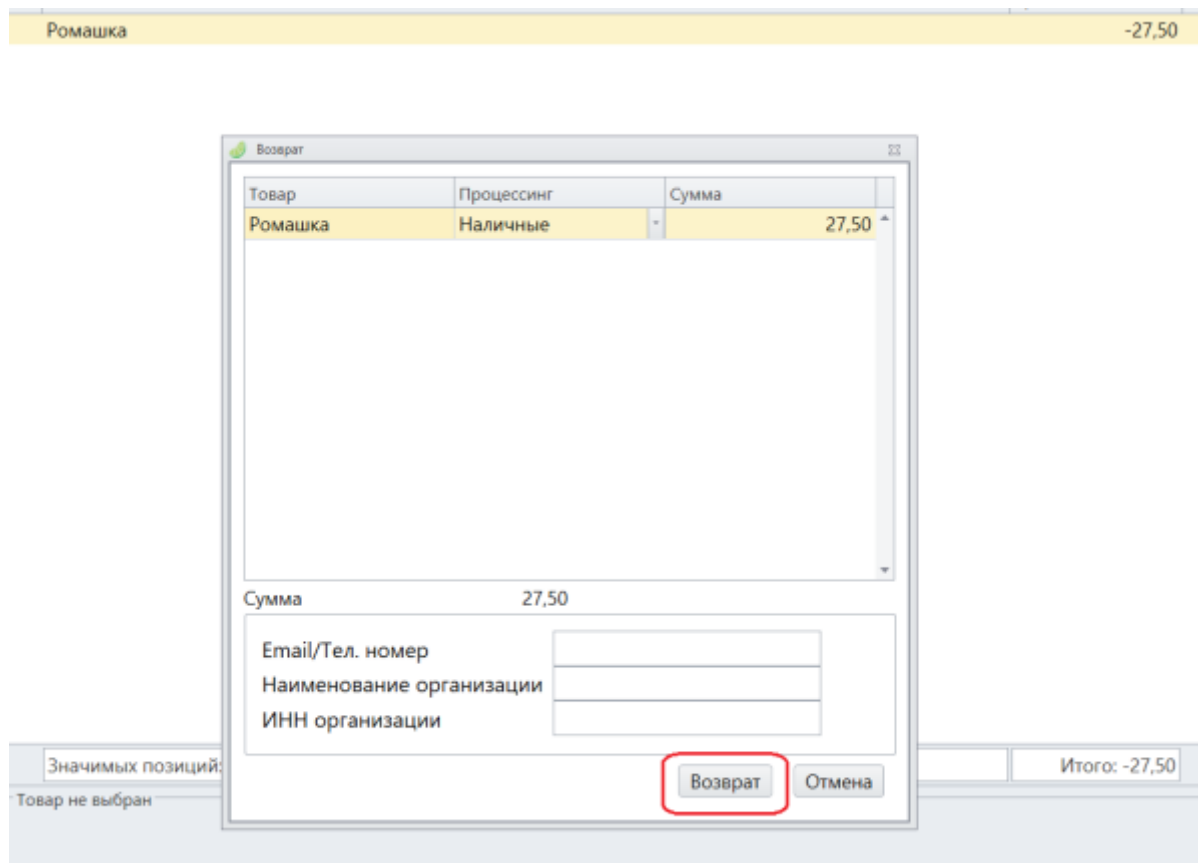 Ромашка -27,50
Возврат
Товар Процессинг Сумма
Ромашка Наличные 27,50
Сумма 27,50
Email/Тел. номер
Наименование организации
ИНН организации
Значимых позиций: Итого: -27,50
Возврат Отмена
Товар не выбран